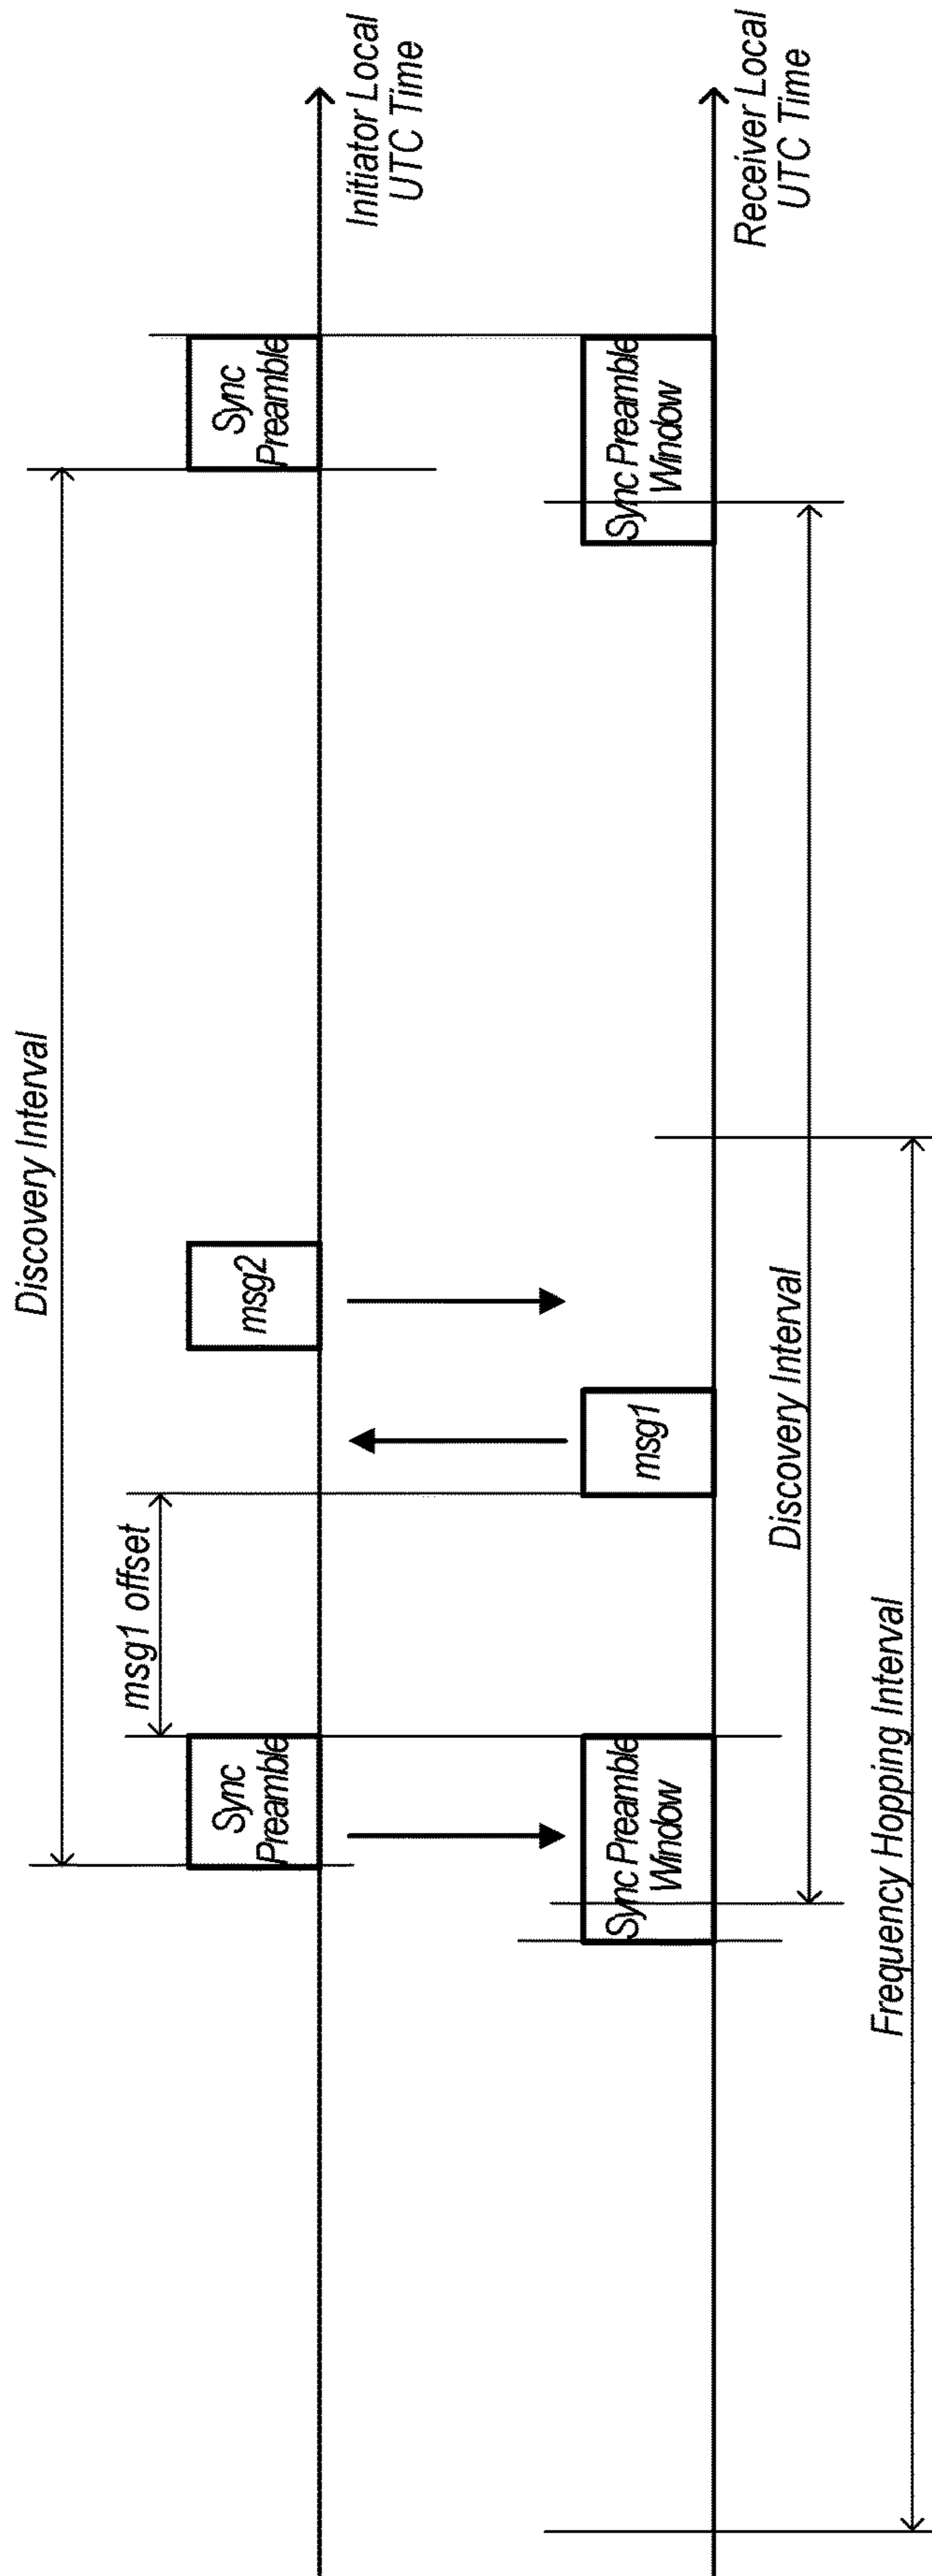 Discovery Interval
msg1 offset
Sync
Preamble
msg2
Sync
Preamble
Initiator Local
UTC Time
Sync Preamble
Window
msg1
Sync Preamble
Window
Receiver Local
UTC Time
Discovery Interval
Frequency Hopping Interval